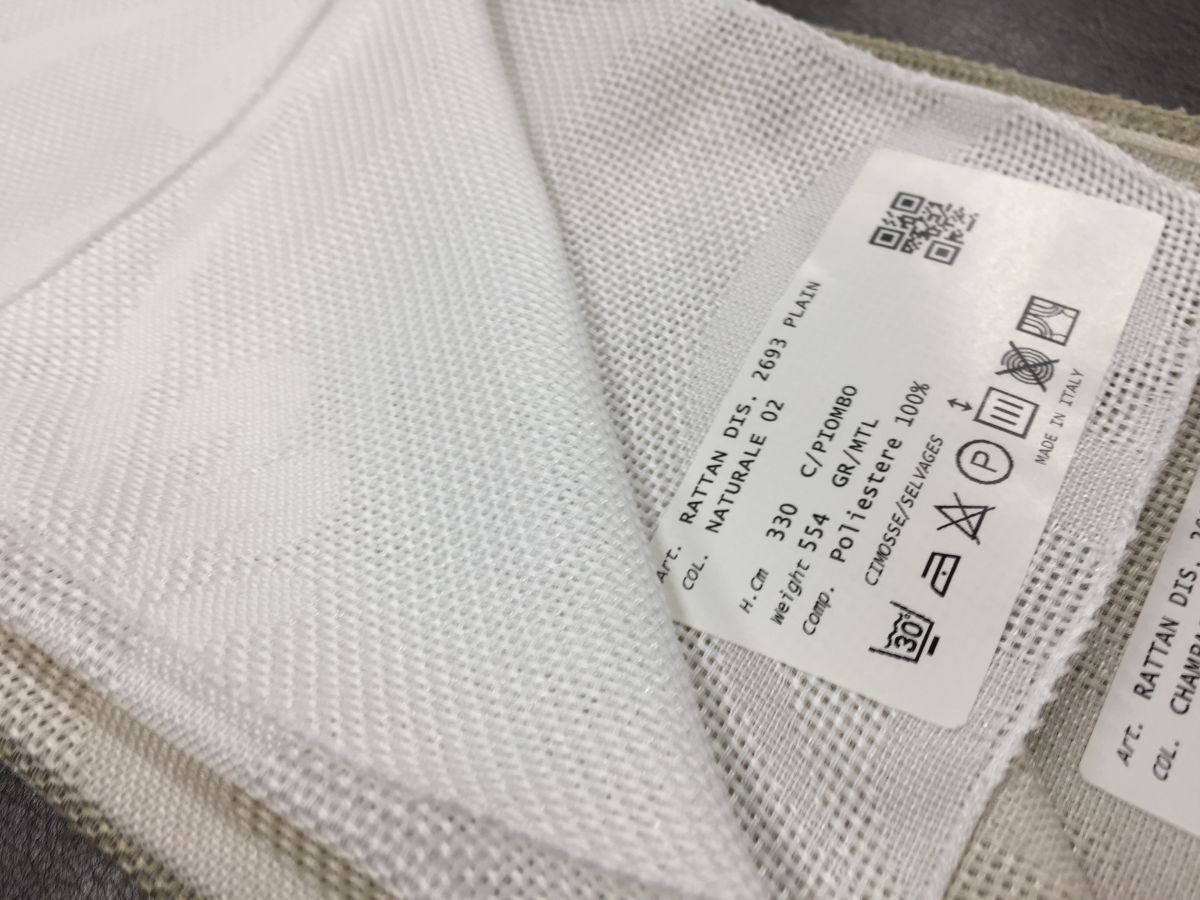 Art. RATTAN DIS. 2693 PLAIN
COL. NATURALE 02
H.Cm 330 C/PIOMBO
Weight 554 GR/MTL
Comp. Poliestere 100%
CIMOSSE/SELVAGES
30 P
MADE IN ITALY
Art. RATTAN DIS.
COL.